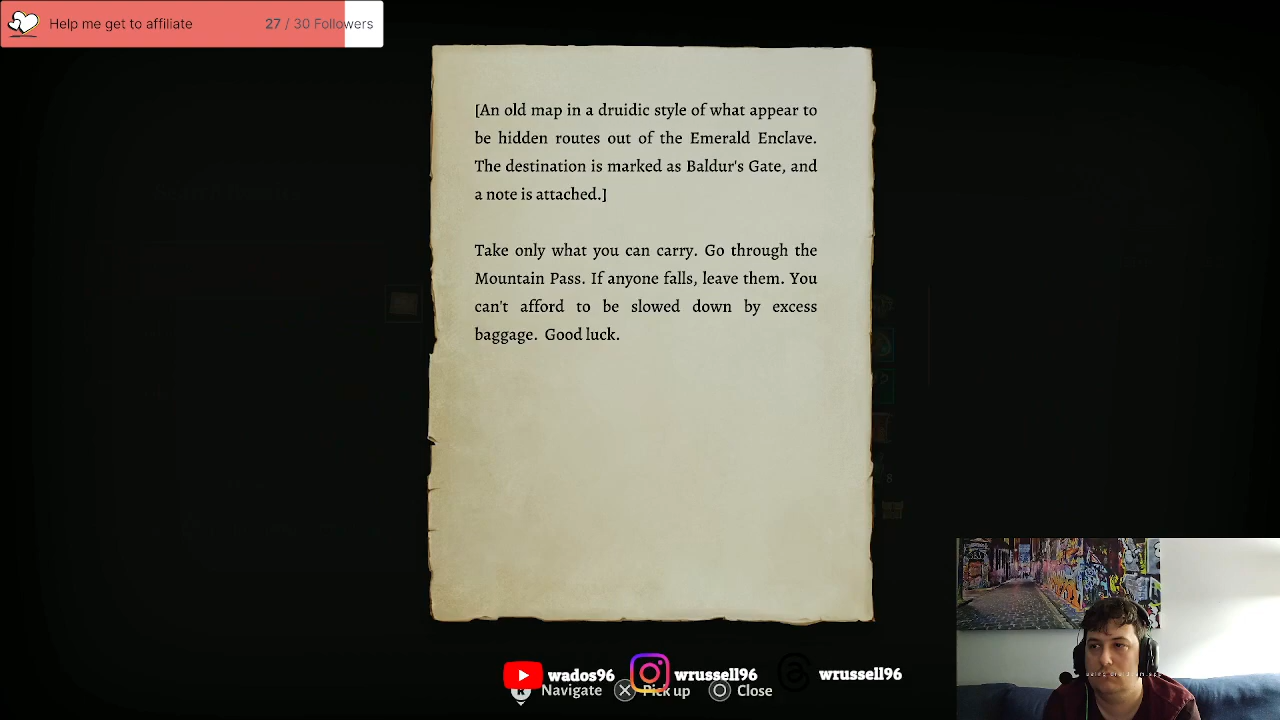 Help me get to affiliate 27 / 30 Followers
[An old map in a druidic style of what appear to
be hidden routes out of the Emerald Enclave.
The destination is marked as Baldur's Gate, and
a note is attached.]
Take only what you can carry. Go through the
Mountain Pass. If anyone falls, leave them. You
can't afford to be slowed down by excess
baggage. Good luck.
wados96 wrussell96 wrussell96
R Navigate Pick up Close